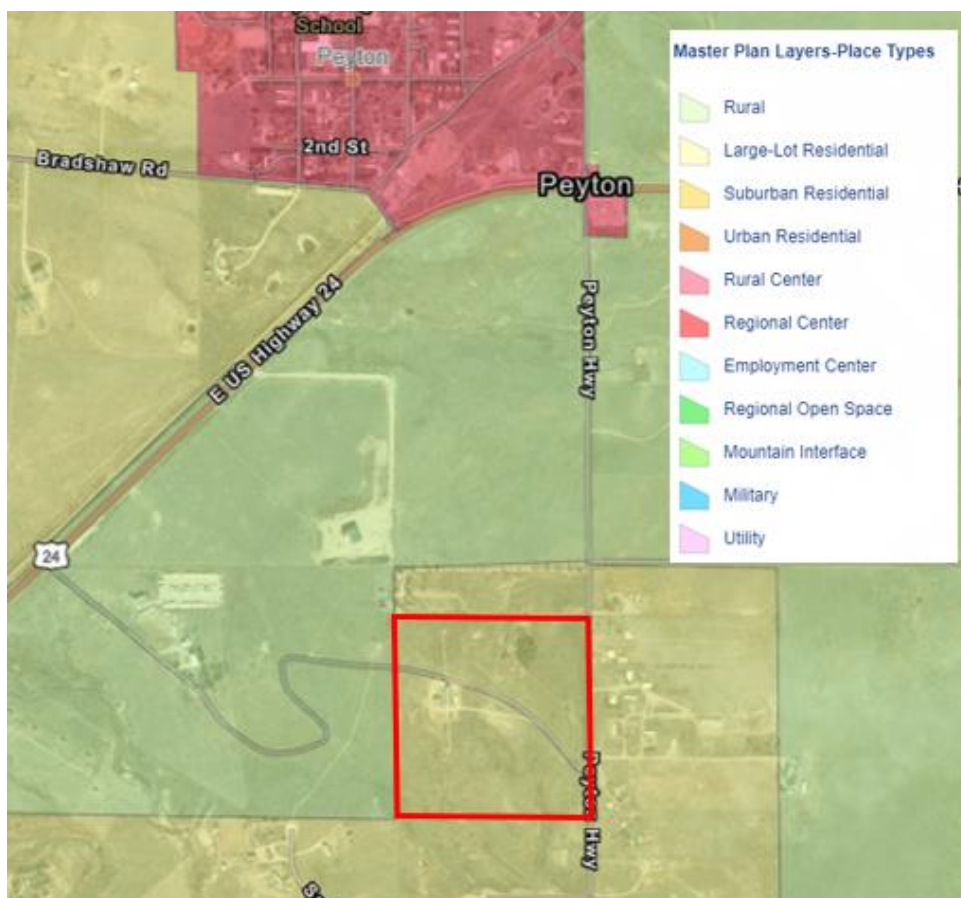 School
Peyton
2nd St
Bradshaw Rd
Peyton
E US Highway 24
Peyton Hwy
24
Peyton Hwy
Master Plan Layers-Place Types
Rural
Large-Lot Residential
Suburban Residential
Urban Residential
Rural Center
Regional Center
Employment Center
Regional Open Space
Mountain Interface
Military
Utility